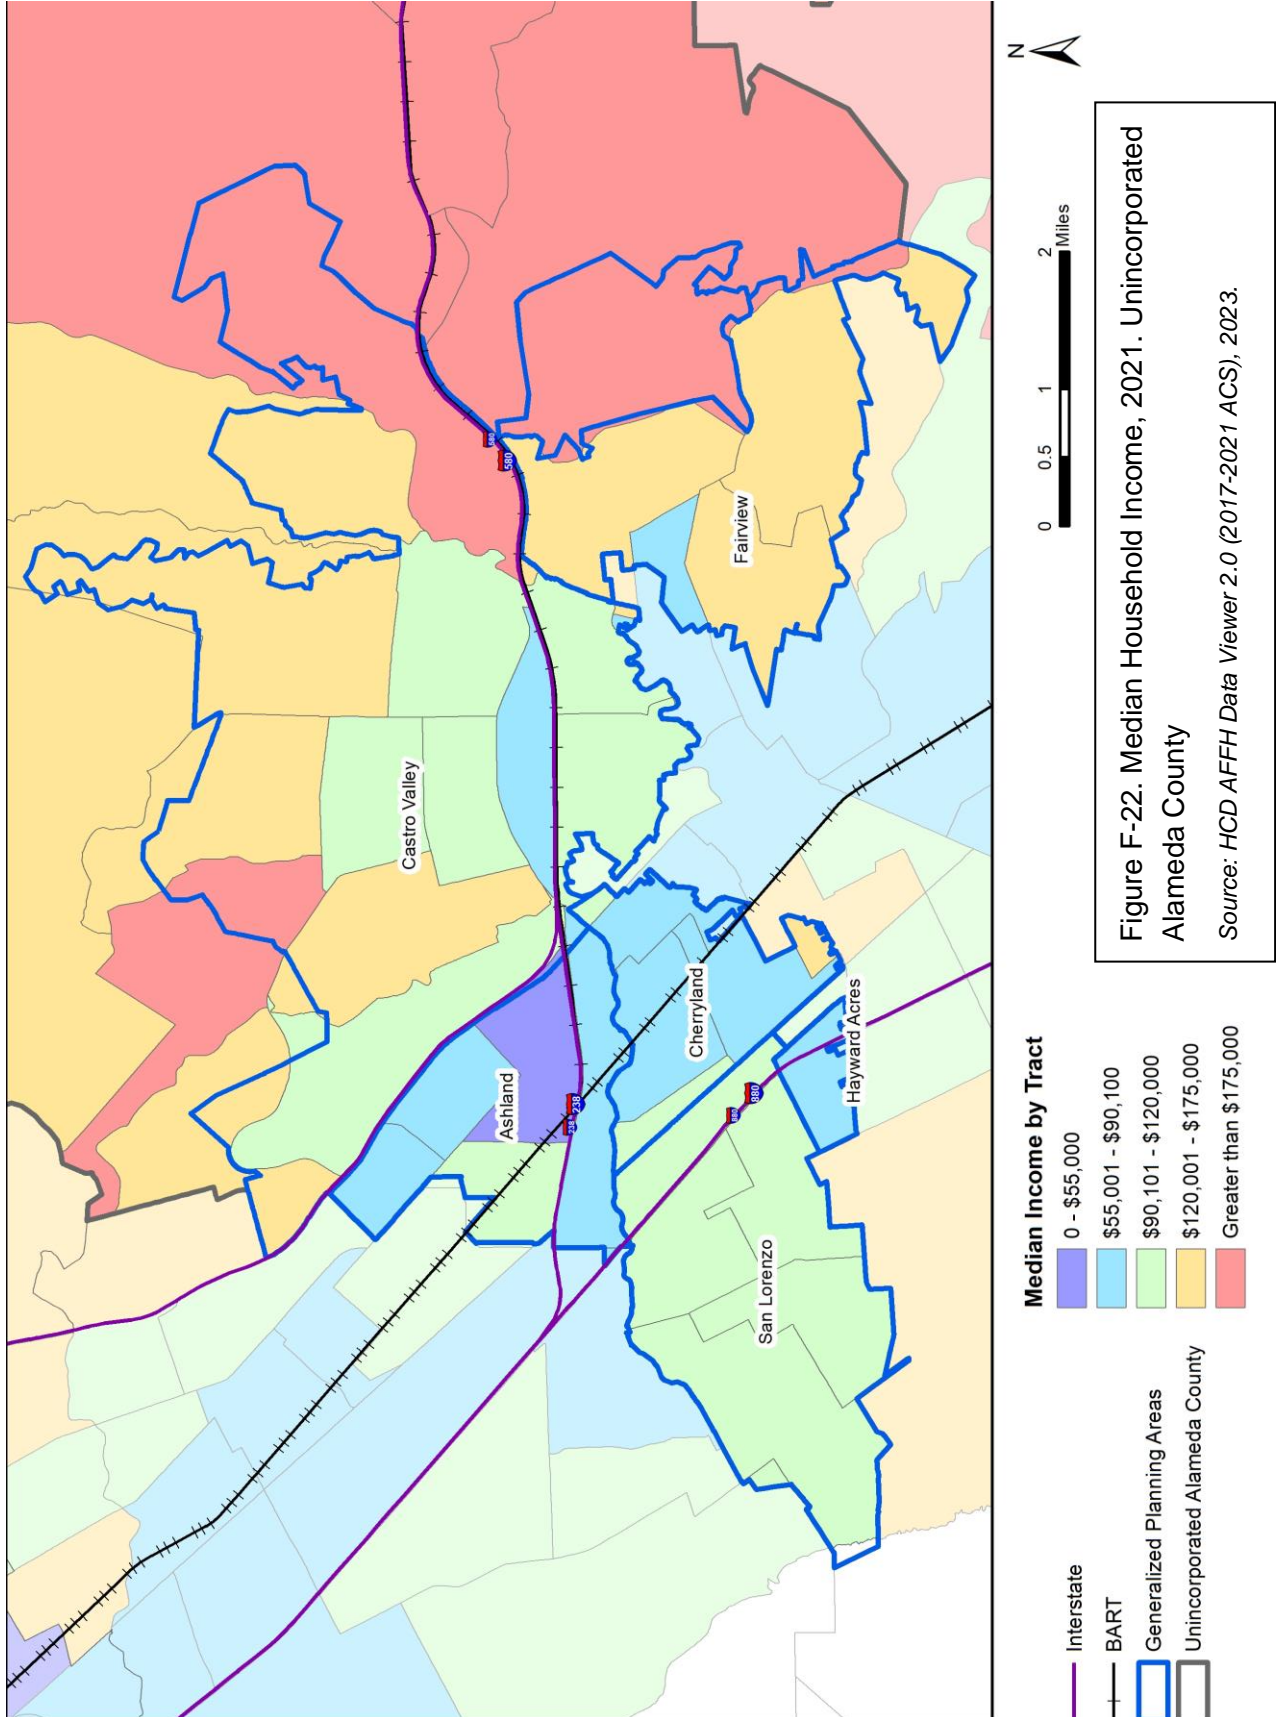 Castro Valley
Fairview
Ashland
Cherryland
Hayward Acres
San Lorenzo
580
580
238
238
880
880
N
0 0.5 1 2
Miles
Interstate
BART
Generalized Planning Areas
Unincorporated Alameda County
Median Income by Tract
0 - $55,000
$55,001 - $90,100
$90,101 - $120,000
$120,001 - $175,000
Greater than $175,000
Figure F-22. Median Household Income, 2021. Unincorporated
Alameda County
Source: HCD AFFH Data Viewer 2.0 (2017-2021 ACS), 2023.